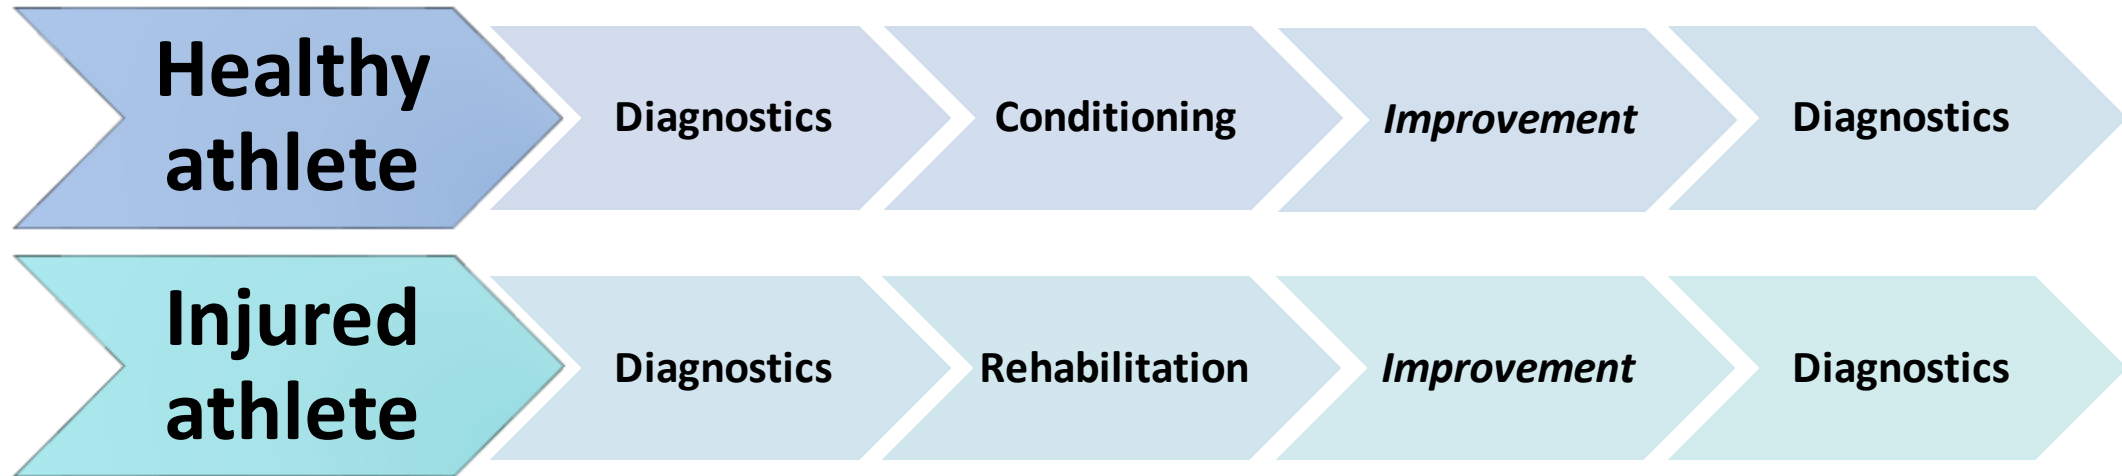 Healthy
athlete
Diagnostics
Conditioning
Improvement
Diagnostics
Injured
athlete
Diagnostics
Rehabilitation
Improvement
Diagnostics